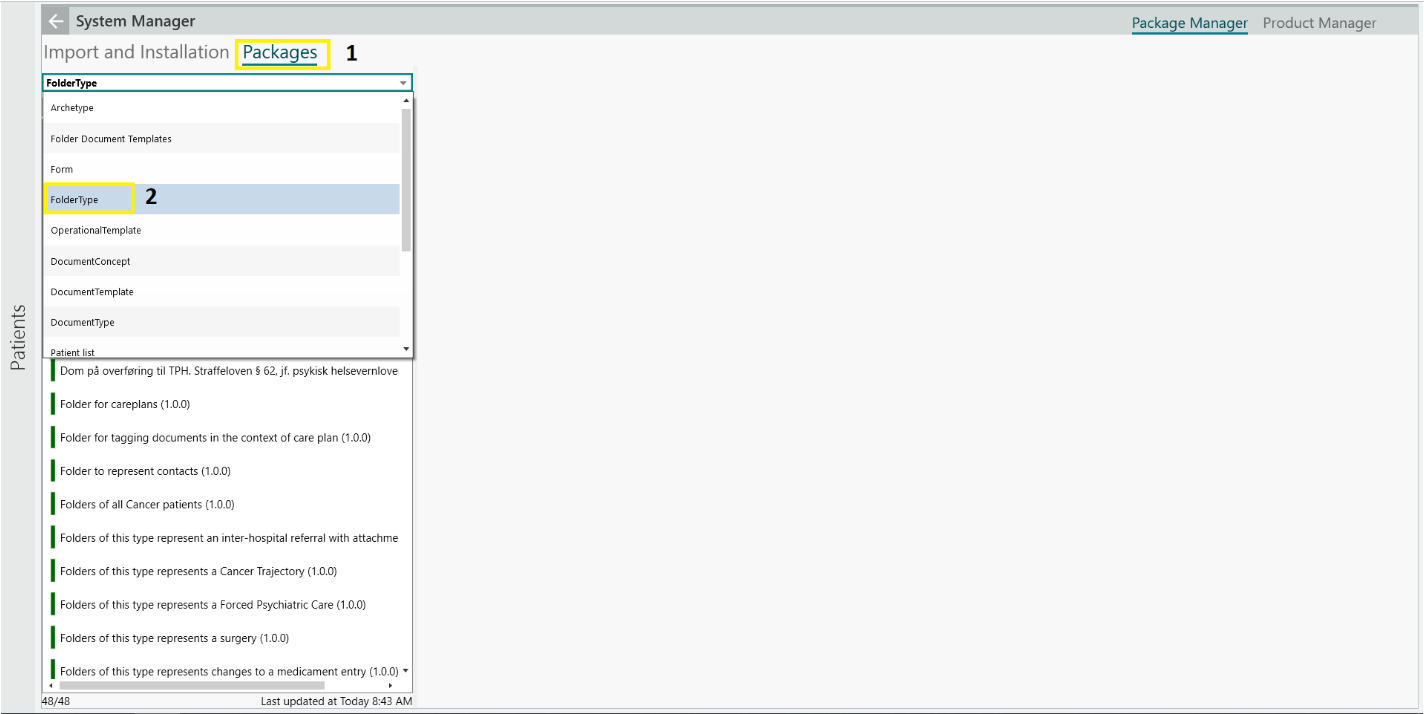 System Manager
Package Manager Product Manager
Import and Installation Packages 1
FolderType
Archetype
Folder Document Templates
Form
FolderType 2
OperationalTemplate
DocumentConcept
DocumentTemplate
DocumentType
Patient list
Patients
Dom på overføring til TPH. Straffeloven § 62, jf. psykisk helsevernlove
Folder for careplans (1.0.0)
Folder for tagging documents in the context of care plan (1.0.0)
Folder to represent contacts (1.0.0)
Folders of all Cancer patients (1.0.0)
Folders of this type represent an inter-hospital referral with attachme
Folders of this type represents a Cancer Trajectory (1.0.0)
Folders of this type represents a Forced Psychiatric Care (1.0.0)
Folders of this type represents a surgery (1.0.0)
Folders of this type represents changes to a medicament entry (1.0.0)
48/48 Last updated at Today 8:43 AM